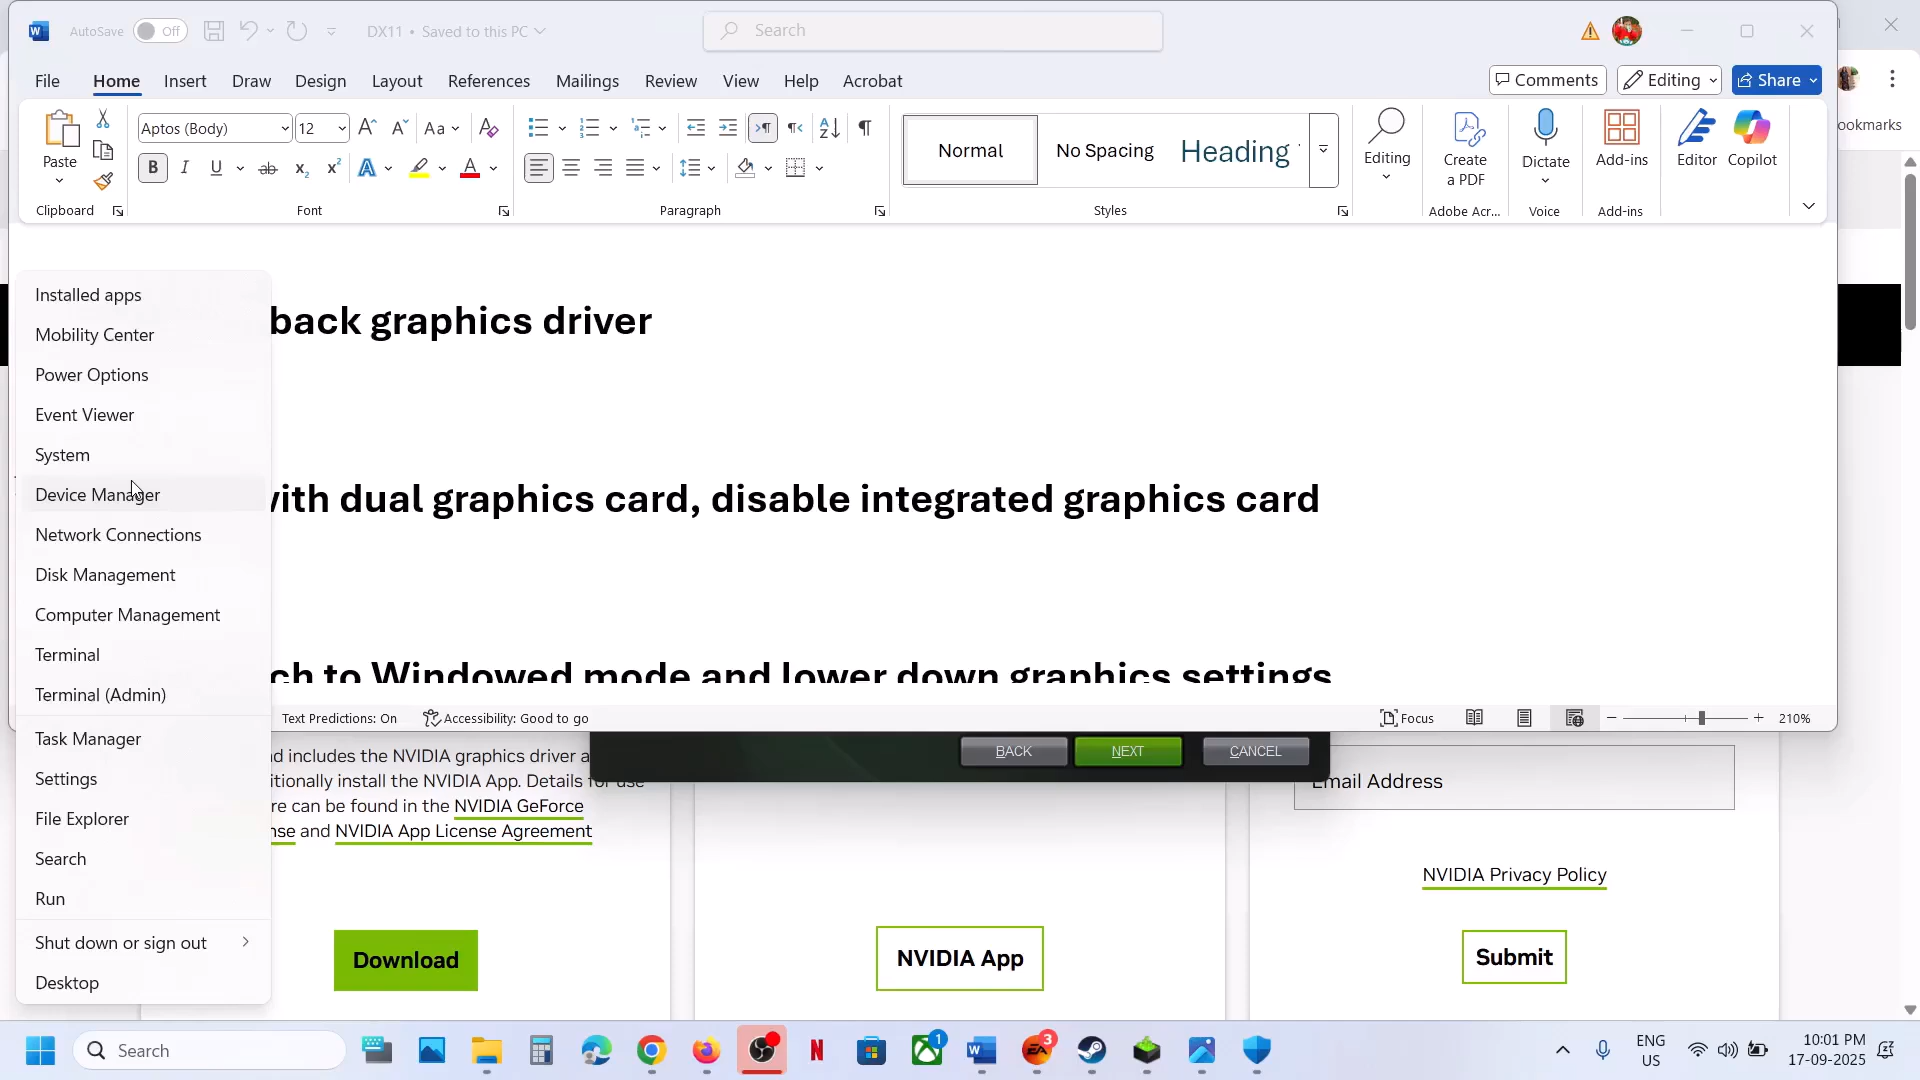 AutoSave Off DX11 • Saved to this PC Search
File Home Insert Draw Design Layout References Mailings Review View Help Acrobat Comments Editing Share
Aptos (Body) 12
Paste
Normal No Spacing Heading
Editing Create a PDF Dictate Add-ins Editor Copilot
Clipboard Font Paragraph Styles Adobe Acr... Voice Add-ins
ookmarks
back graphics driver
with dual graphics card, disable integrated graphics card
ch to Windowed mode and lower down graphics settings
Installed apps
Mobility Center
Power Options
Event Viewer
System
Device Manager
Network Connections
Disk Management
Computer Management
Terminal
Terminal (Admin)
Task Manager
Settings
File Explorer
Search
Run
Shut down or sign out
Desktop
Text Predictions: On Accessibility: Good to go Focus 210%
BACK NEXT CANCEL
nd includes the NVIDIA graphics driver a
itionally install the NVIDIA App. Details for use
re can be found in the NVIDIA GeForce
nse and NVIDIA App License Agreement
Download
NVIDIA App
Email Address
NVIDIA Privacy Policy
Submit
Search
1
3
ENG
US
10:01 PM
17-09-2025